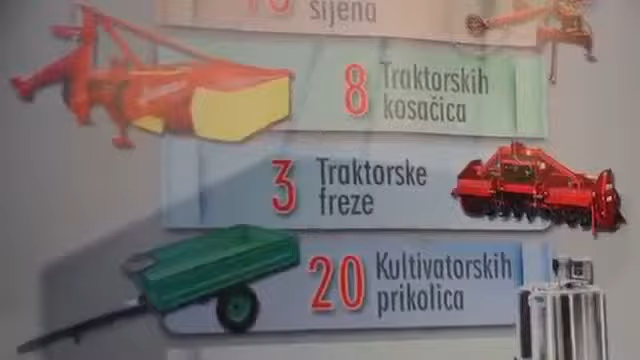 sijena
8 Traktorskih
kosačica
3 Traktorske
freze
20 Kultivatorskih
prikolica